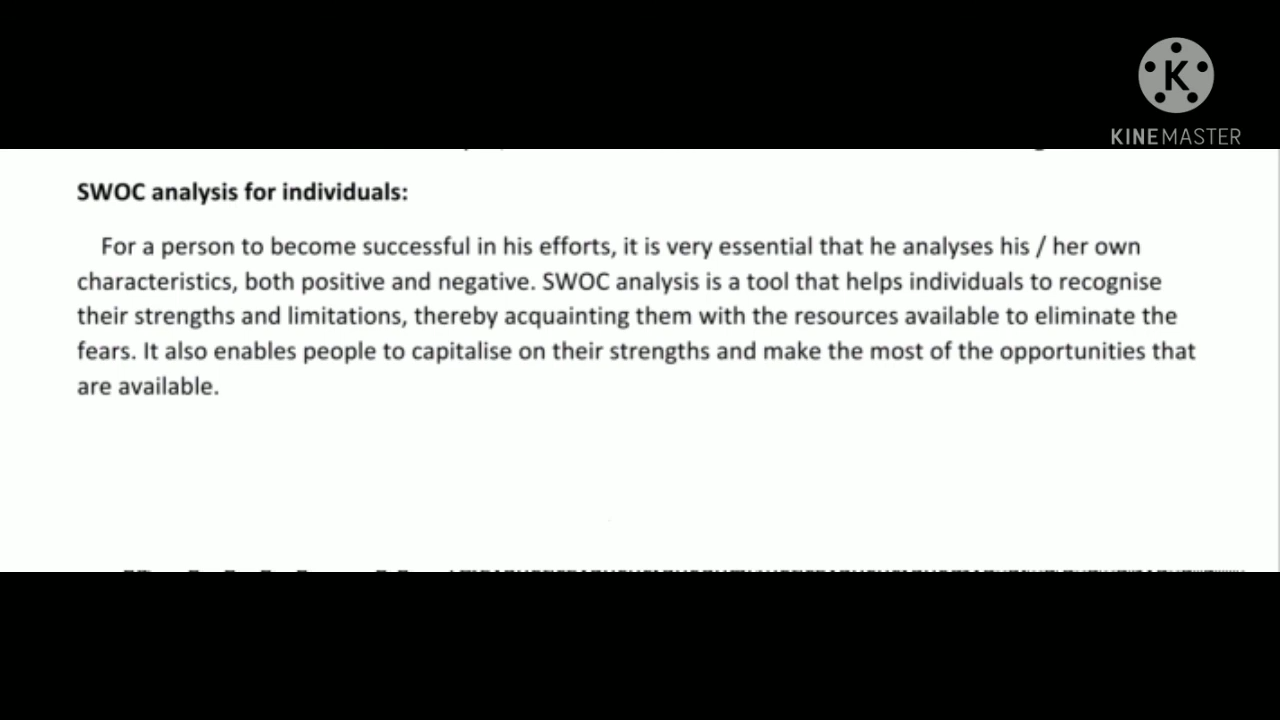 KINEMASTER
SWOC analysis for individuals:
For a person to become successful in his efforts, it is very essential that he analyses his / her own
characteristics, both positive and negative. SWOC analysis is a tool that helps individuals to recognise
their strengths and limitations, thereby acquainting them with the resources available to eliminate the
fears. It also enables people to capitalise on their strengths and make the most of the opportunities that
are available.